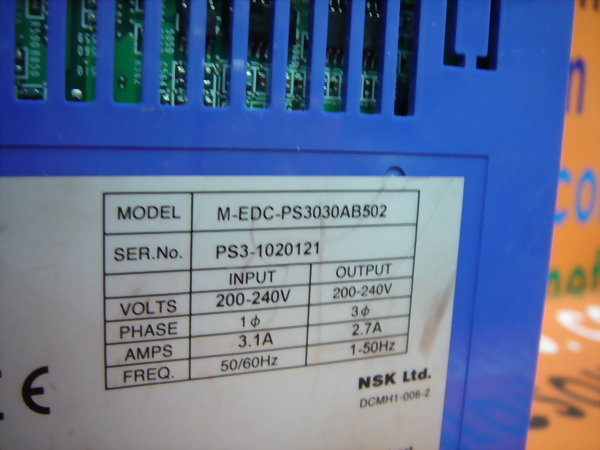 MODEL M-EDC-PS3030AB502
SER.No. PS3-1020121
INPUT OUTPUT
VOLTS 200-240V 200-240V
PHASE 1ϕ 3ϕ
AMPS 3.1A 2.7A
FREQ. 50/60Hz 1-50Hz
CE
NSK Ltd.
DCMH1-006-2